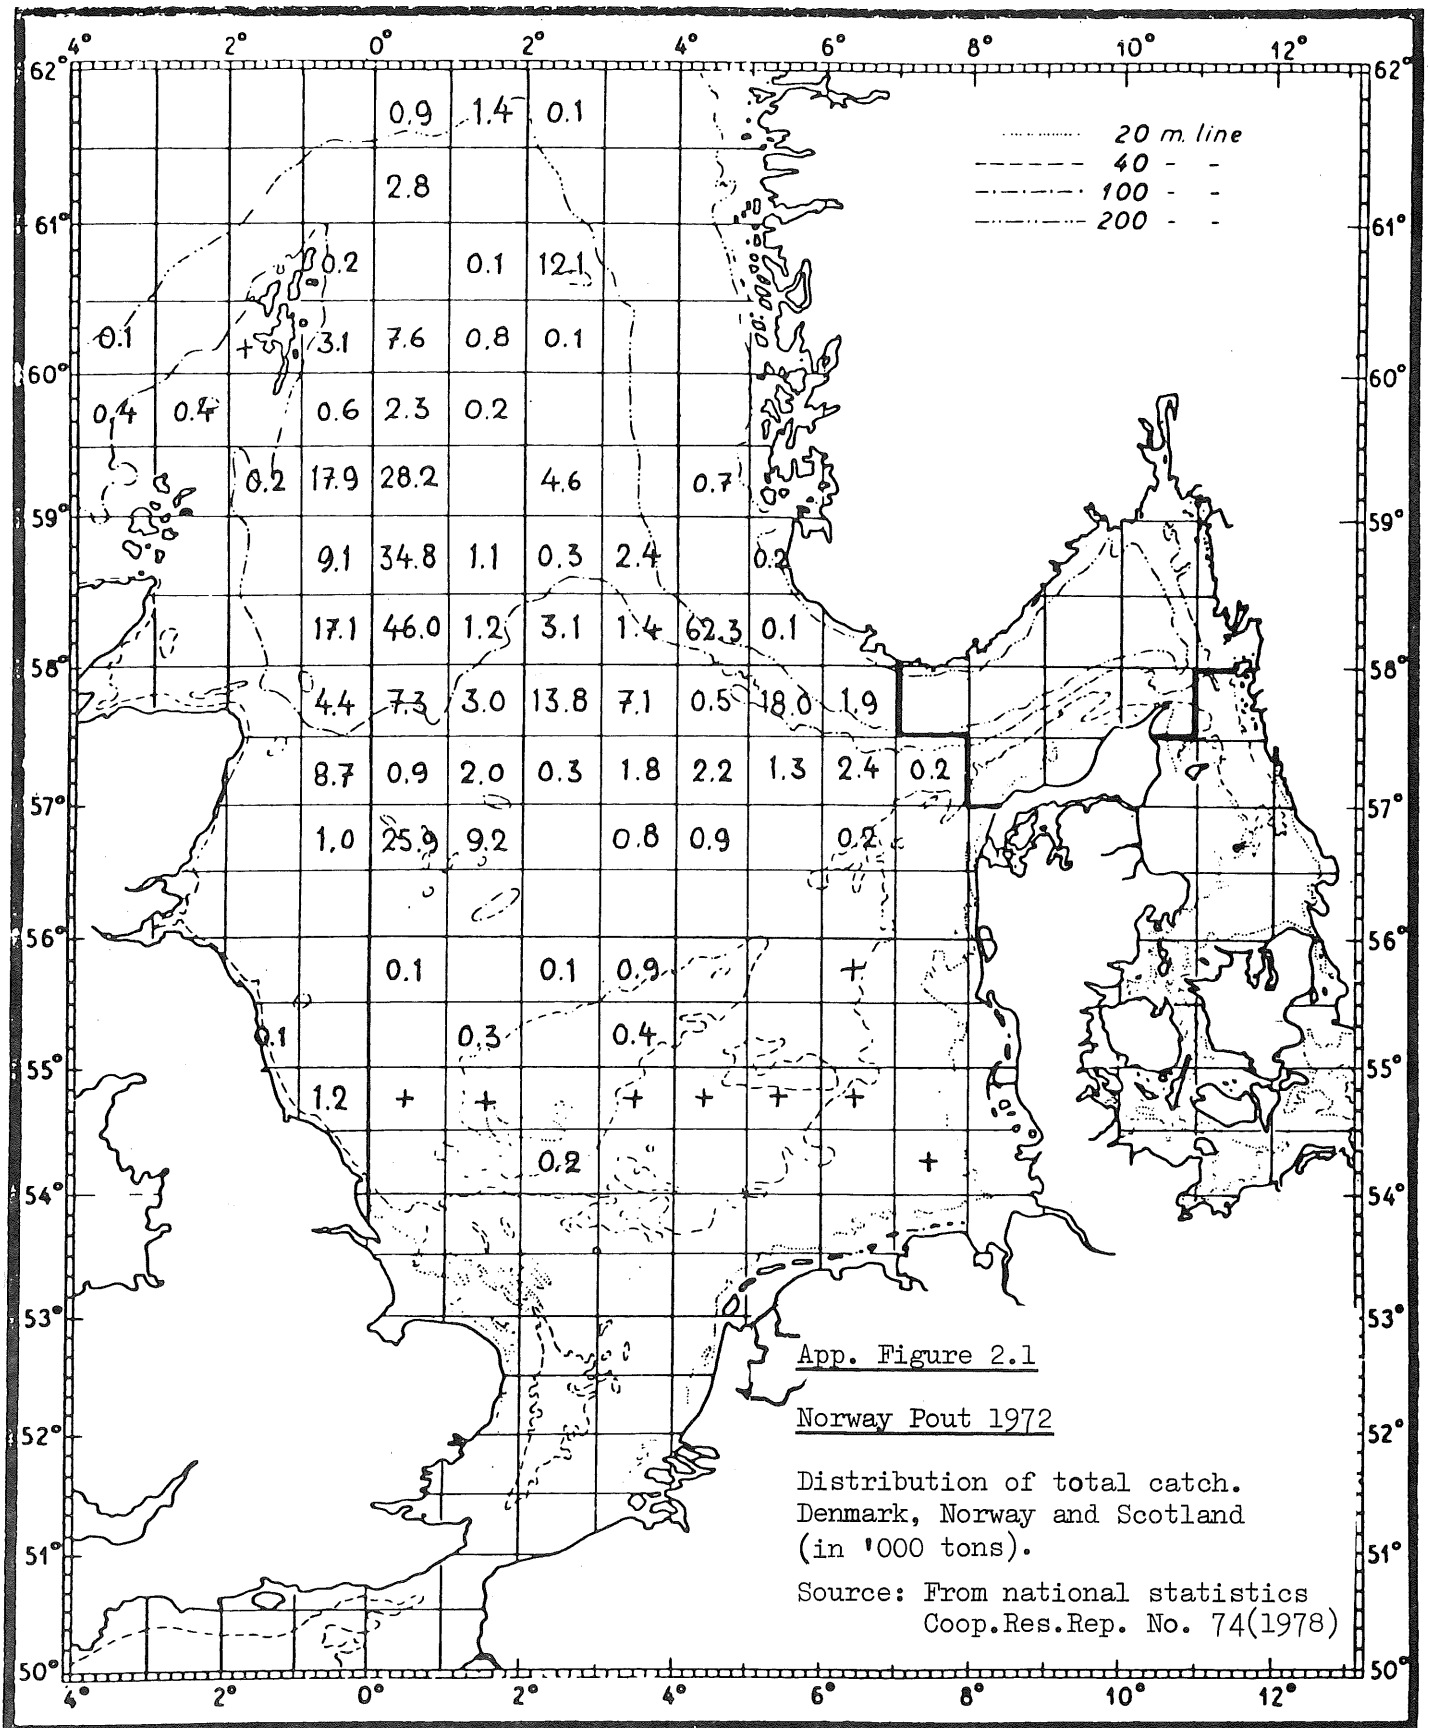 4° 2° 0° 2° 4° 6° 8° 10° 12°
62° 62°
0.9 1.4 0.1
20 m. line
40 - -
100 - -
200 - -
2.8
61° 61°
0.2 0.1 12.1
0.1 + 3.1 7.6 0.8 0.1
60° 60°
0.4 0.4 0.6 2.3 0.2
0.2 17.9 28.2 4.6 0.7
59° 59°
9.1 34.8 1.1 0.3 2.4 0.2
17.1 46.0 1.2 3.1 1.4 62.3 0.1
58° 58°
4.4 7.3 3.0 13.8 7.1 0.5 18.0 1.9
8.7 0.9 2.0 0.3 1.8 2.2 1.3 2.4 0.2
57° 57°
1.0 25.9 9.2 0.8 0.9 0.2
56° 56°
0.1 0.1 0.9 +
0.1 0.3 0.4
55° 55°
1.2 + + + + + +
0.2 +
54° 54°
53° 53°
App. Figure 2.1
Norway Pout 1972
52° 52°
Distribution of total catch.
Denmark, Norway and Scotland
(in '000 tons).
51° 51°
Source: From national statistics
Coop.Res.Rep. No. 74(1978)
50° 50°
4° 2° 0° 2° 4° 6° 8° 10° 12°